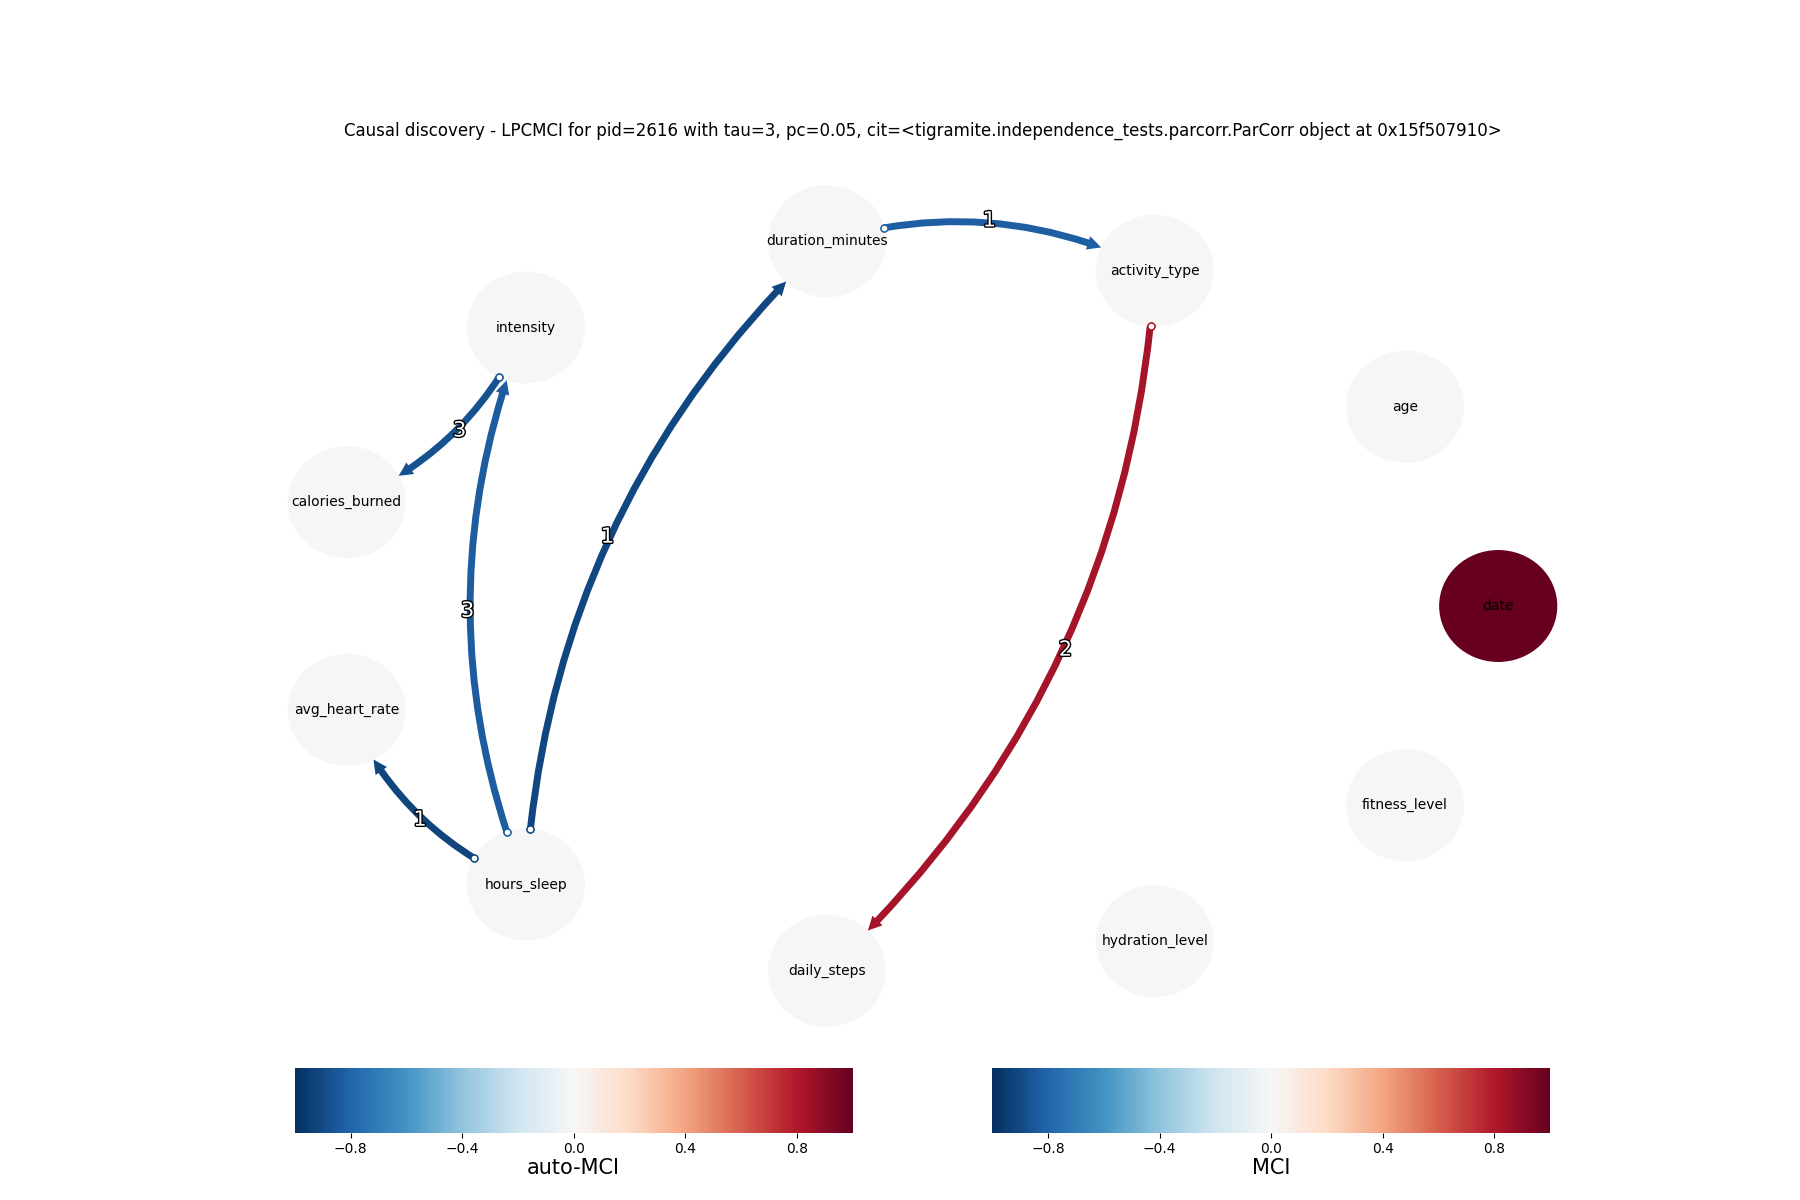 Causal discovery - LPCMCI for pid=2616 with tau=3, pc=0.05, cit=<tigramite.independence_tests.parcorr.ParCorr object at 0x15f507910>
duration_minutes
1
activity_type
intensity
age
3
calories_burned
1
date
3
2
avg_heart_rate
fitness_level
1
hours_sleep
hydration_level
daily_steps
−0.8 −0.4 0.0 0.4 0.8
auto-MCI
−0.8 −0.4 0.0 0.4 0.8
MCI